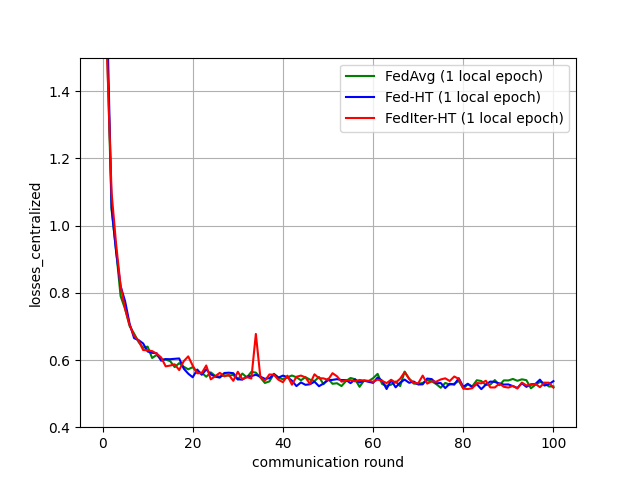 FedAvg (1 local epoch)
Fed-HT (1 local epoch)
FedIter-HT (1 local epoch)
losses_centralized
1.4
1.2
1.0
0.8
0.6
0.4
0 20 40 60 80 100
communication round